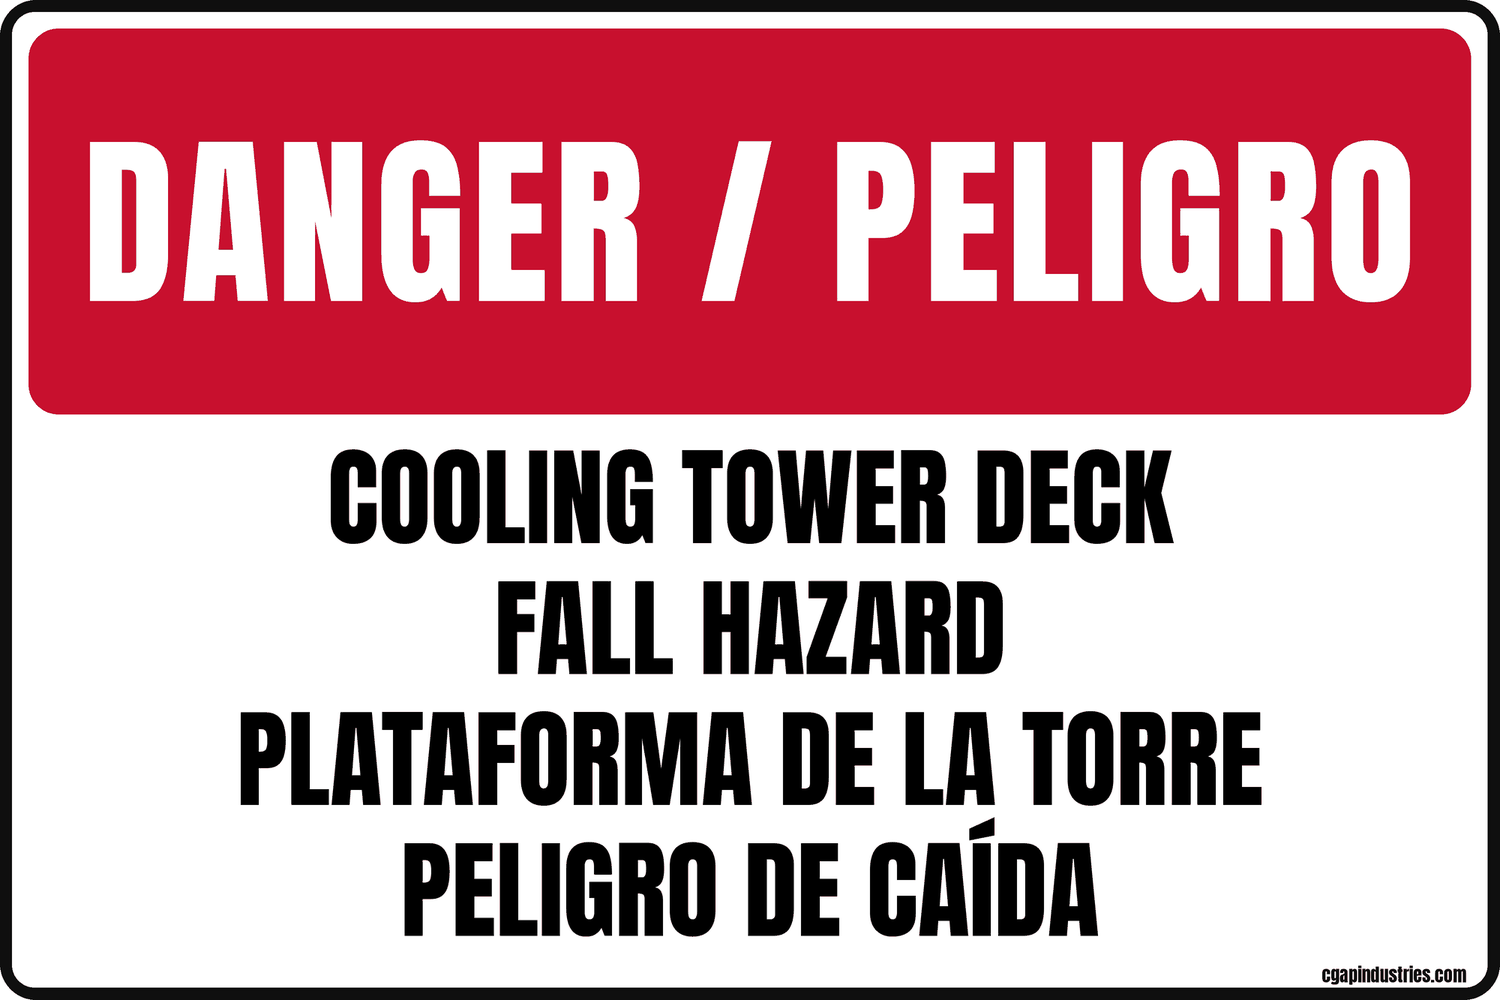 DANGER / PELIGRO
COOLING TOWER DECK
FALL HAZARD
PLATAFORMA DE LA TORRE
PELIGRO DE CAÍDA
cgapindustries.com